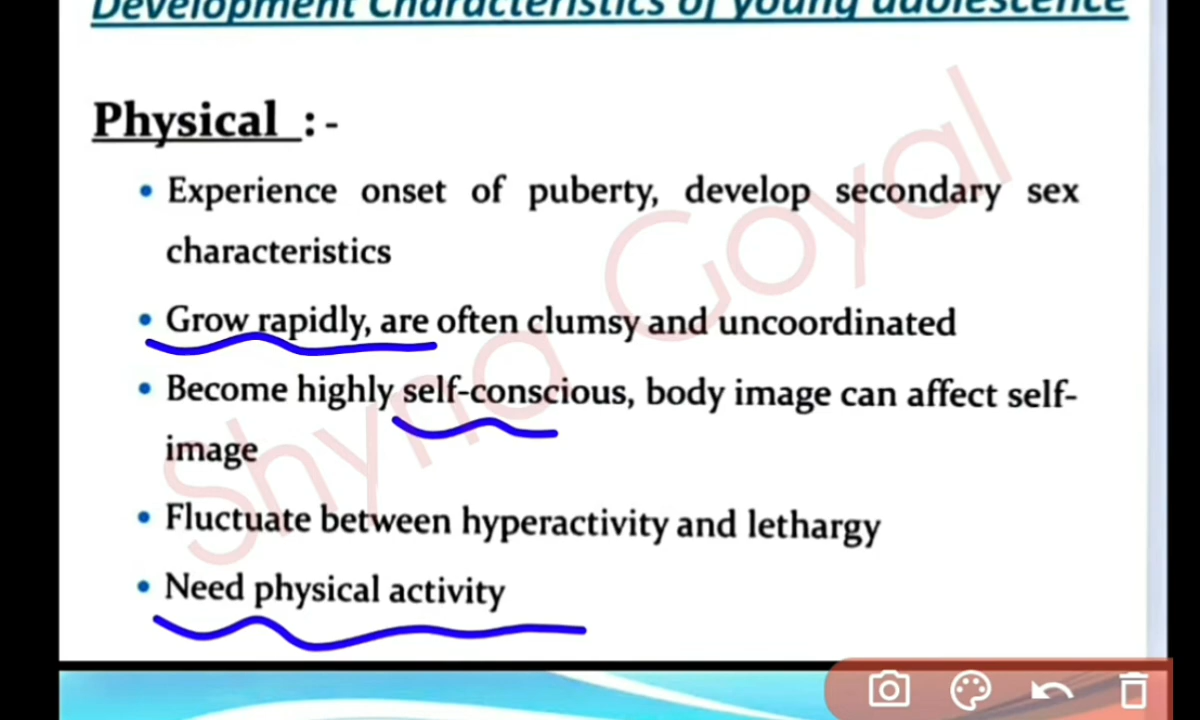 Development Characteristics of young adolescence
Physical :-
• Experience onset of puberty, develop secondary sex
characteristics
• Grow rapidly, are often clumsy and uncoordinated
• Become highly self-conscious, body image can affect self-
image
• Fluctuate between hyperactivity and lethargy
• Need physical activity
Shyna Goyal